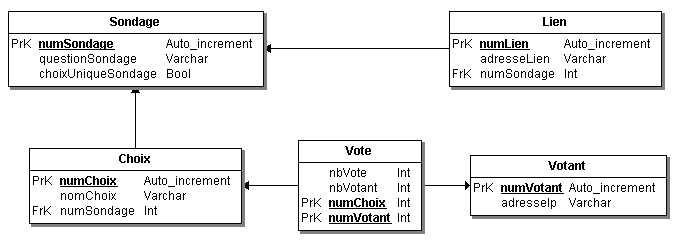 Sondage
PrK numSondage Auto_increment
questionSondage Varchar
choixUniqueSondage Bool
Lien
PrK numLien Auto_increment
adresseLien Varchar
FrK numSondage Int
Choix
PrK numChoix Auto_increment
nomChoix Varchar
FrK numSondage Int
Vote
nbVote Int
nbVotant Int
PrK numChoix Int
PrK numVotant Int
Votant
PrK numVotant Auto_increment
adresseIp Varchar